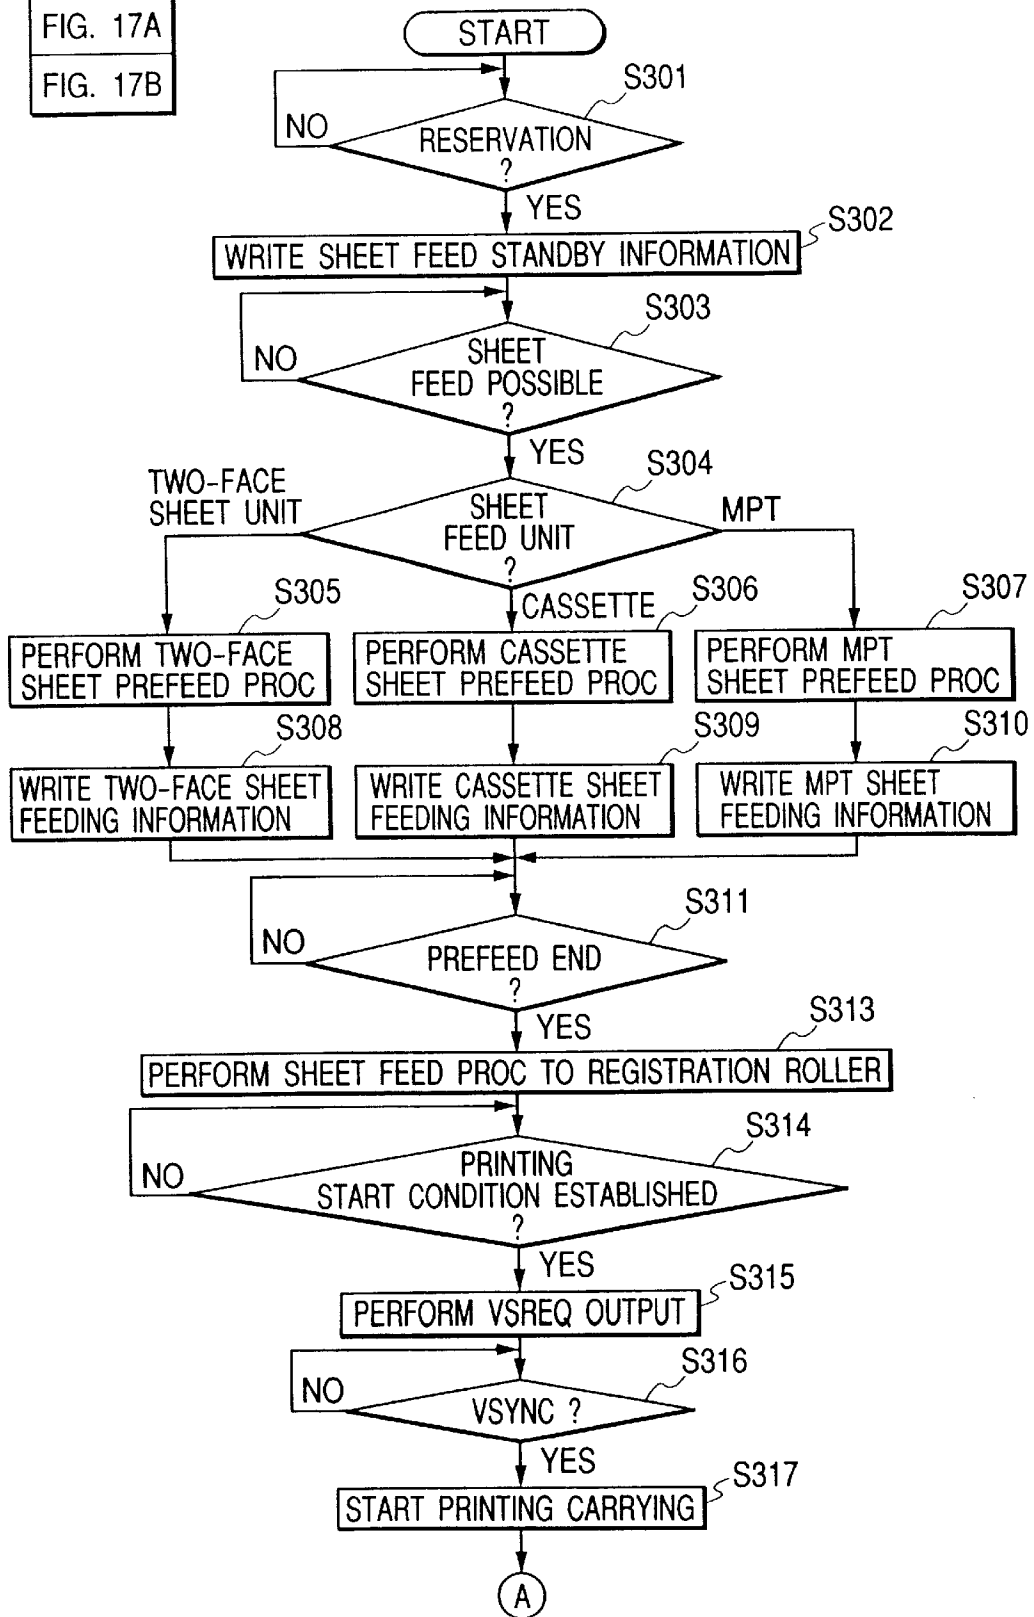 FIG. 17A
FIG. 17B
START
S301
NO
RESERVATION
?
YES
S302
WRITE SHEET FEED STANDBY INFORMATION
S303
NO
SHEET
FEED POSSIBLE
?
YES
S304
TWO-FACE
SHEET UNIT
SHEET
FEED UNIT
?
MPT
CASSETTE
S305
S306
S307
PERFORM TWO-FACE
SHEET PREFEED PROC
PERFORM CASSETTE
SHEET PREFEED PROC
PERFORM MPT
SHEET PREFEED PROC
S308
S309
S310
WRITE TWO-FACE SHEET
FEEDING INFORMATION
WRITE CASSETTE SHEET
FEEDING INFORMATION
WRITE MPT SHEET
FEEDING INFORMATION
S311
NO
PREFEED END
?
YES
S313
PERFORM SHEET FEED PROC TO REGISTRATION ROLLER
S314
NO
PRINTING
START CONDITION ESTABLISHED
?
YES
S315
PERFORM VSREQ OUTPUT
S316
NO
VSYNC ?
YES
S317
START PRINTING CARRYING
A